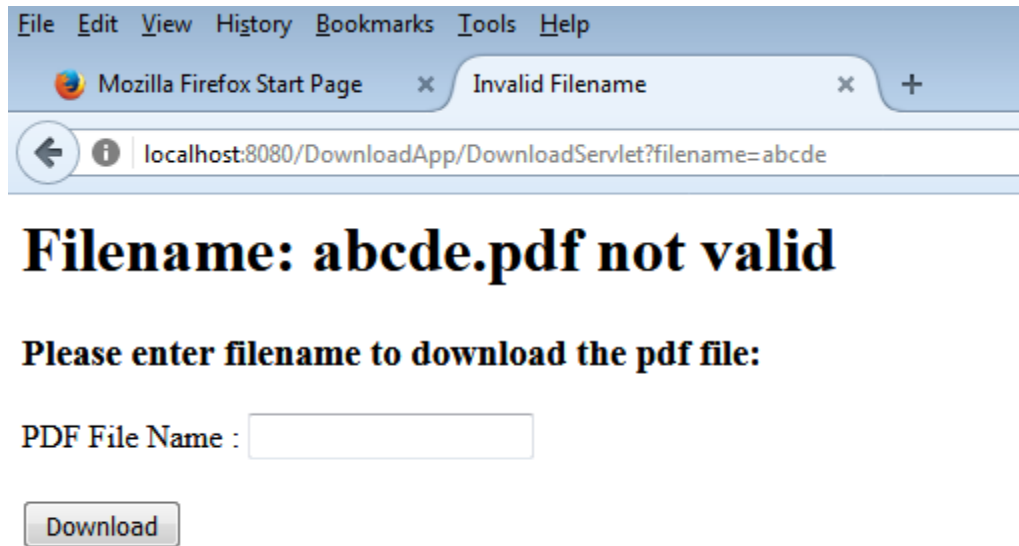 File Edit View History Bookmarks Tools Help
Mozilla Firefox Start Page × Invalid Filename × +
localhost:8080/DownloadApp/DownloadServlet?filename=abcde
Filename: abcde.pdf not valid
Please enter filename to download the pdf file:
PDF File Name :
Download